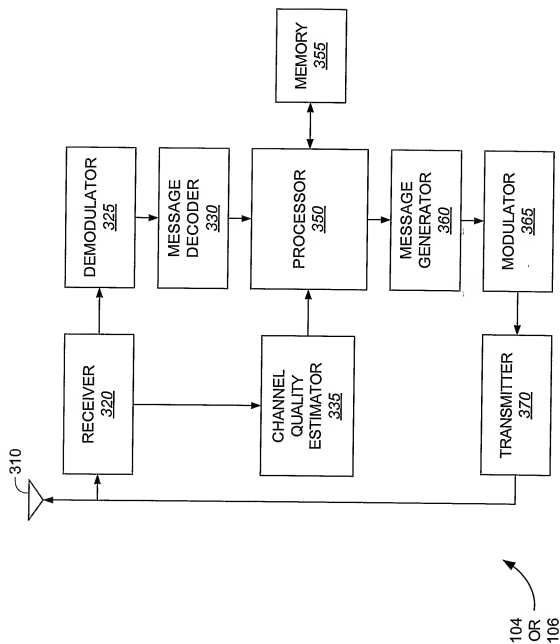 310
RECEIVER
320
DEMODULATOR
325
MESSAGE
DECODER
330
CHANNEL
QUALITY
ESTIMATOR
335
PROCESSOR
350
MEMORY
355
MESSAGE
GENERATOR
360
MODULATOR
365
TRANSMITTER
370
104
OR
106